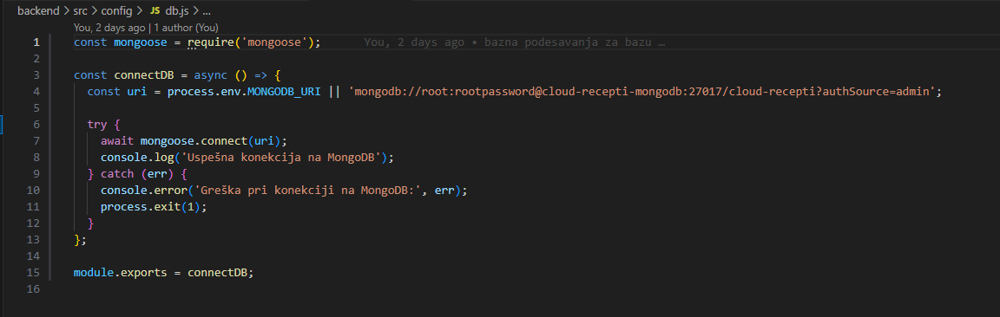 backend > src > config > JS db.js > ...
You, 2 days ago | 1 author (You)
1 const mongoose = require('mongoose'); You, 2 days ago • bazna podesavanja za bazu …
2
3 const connectDB = async () => {
4 const uri = process.env.MONGODB_URI || 'mongodb://root:rootpassword@cloud-recepti-mongodb:27017/cloud-recepti?authSource=admin';
5
6 try {
7 await mongoose.connect(uri);
8 console.log('Uspešna konekcija na MongoDB');
9 } catch (err) {
10 console.error('Greška pri konekciji na MongoDB:', err);
11 process.exit(1);
12 }
13 };
14
15 module.exports = connectDB;
16